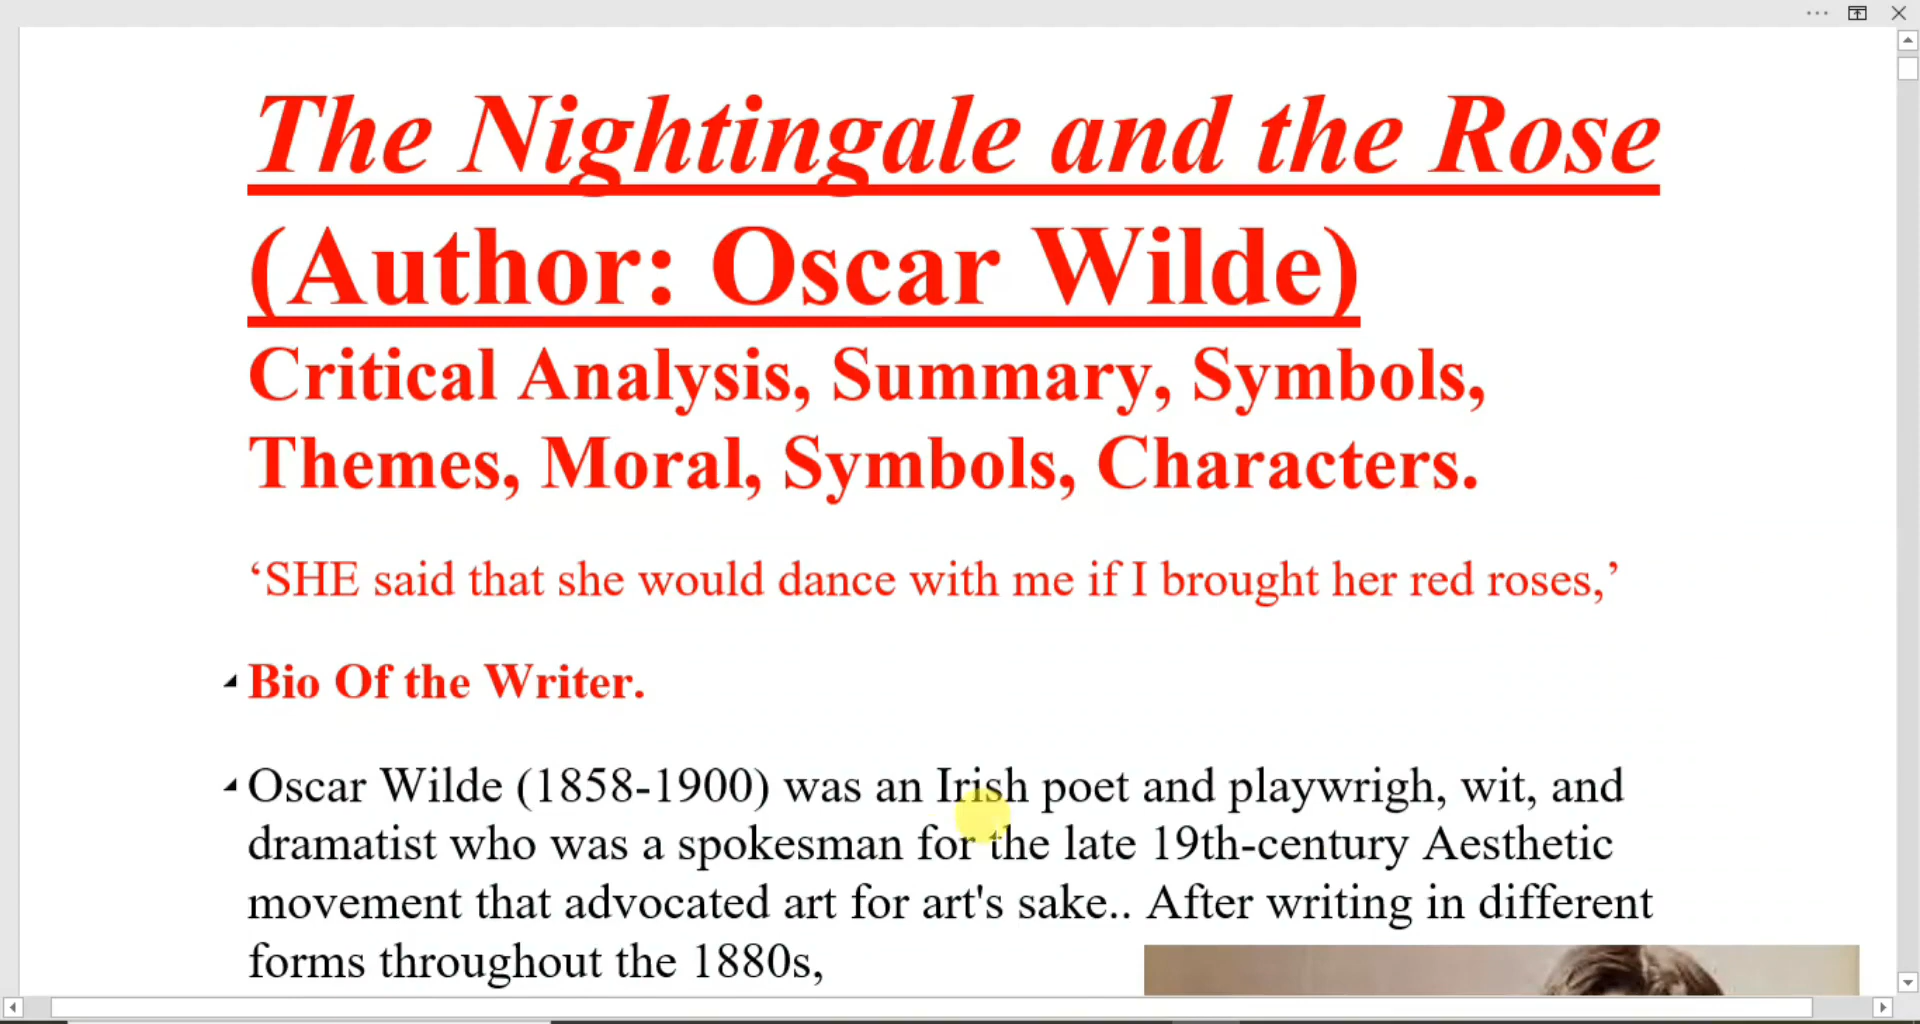 The Nightingale and the Rose
(Author: Oscar Wilde)
Critical Analysis, Summary, Symbols,
Themes, Moral, Symbols, Characters.
‘SHE said that she would dance with me if I brought her red roses,’
Bio Of the Writer.
Oscar Wilde (1858-1900) was an Irish poet and playwrigh, wit, and
dramatist who was a spokesman for the late 19th-century Aesthetic
movement that advocated art for art's sake.. After writing in different
forms throughout the 1880s,